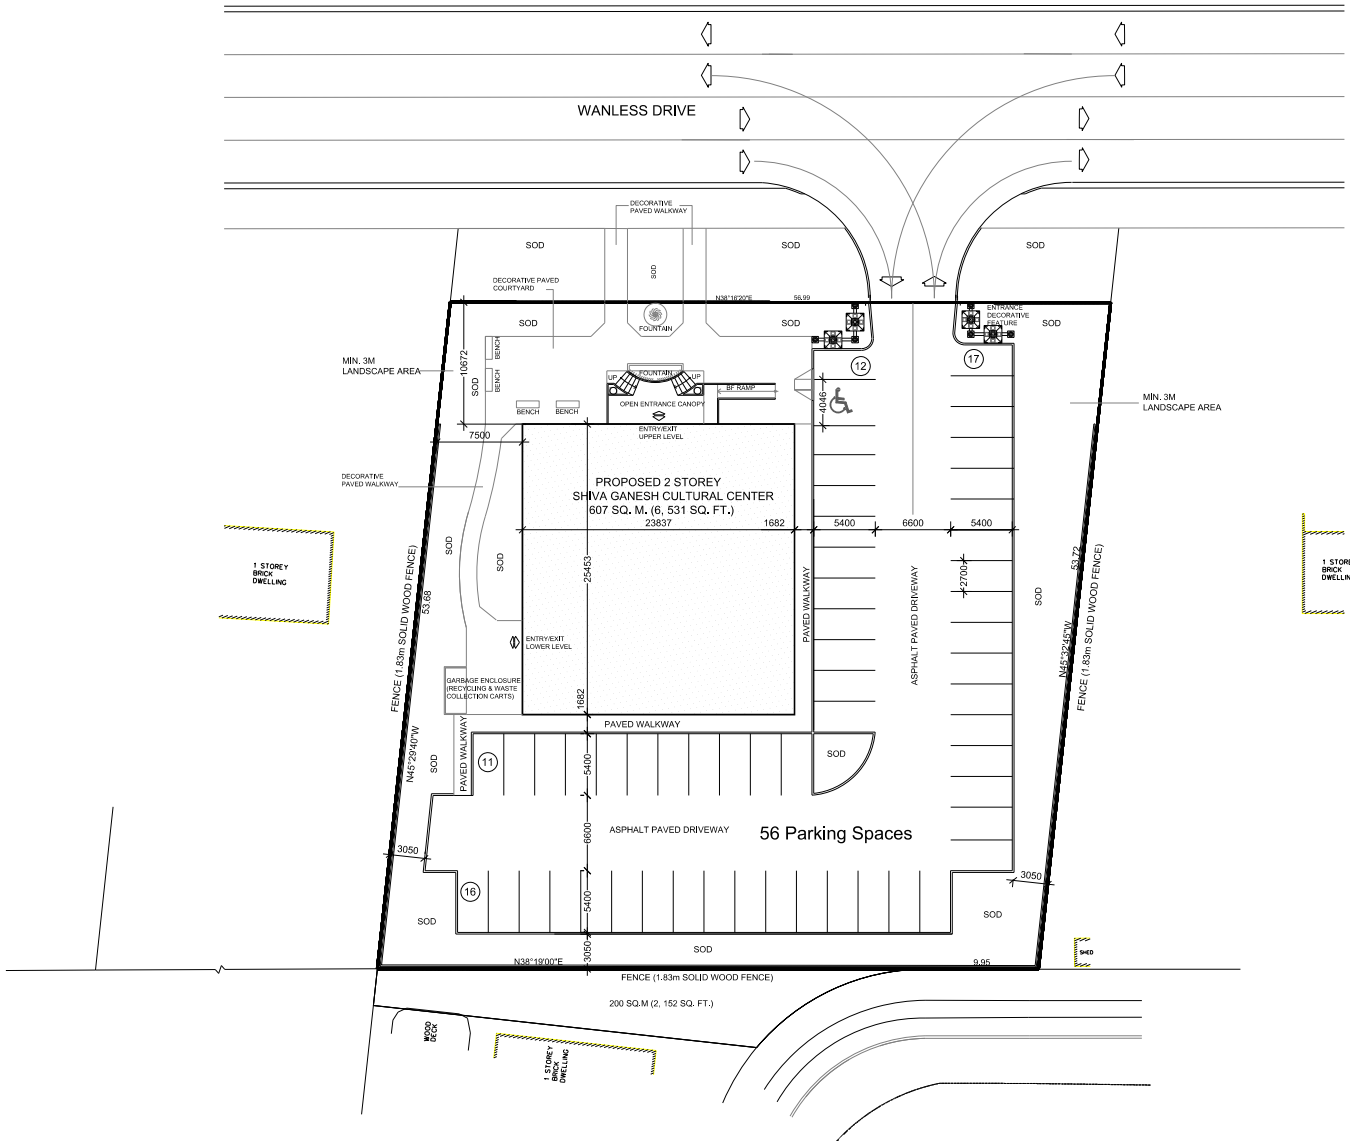 WANLESS DRIVE
DECORATIVE
PAVED WALKWAY
SOD
SOD
SOD
SOD
DECORATIVE PAVED
COURTYARD
N38°16'20"E
56.99
ENTRANCE
DECORATIVE
FEATURE
SOD
SOD
SOD
FOUNTAIN
BENCH
BENCH
MIN. 3M
LANDSCAPE AREA
10672
SOD
12
17
UP
FOUNTAIN
UP
BF RAMP
4046
MIN. 3M
LANDSCAPE AREA
OPEN ENTRANCE CANOPY
BENCH
BENCH
ENTRY/EXIT
UPPER LEVEL
7500
DECORATIVE
PAVED WALKWAY
PROPOSED 2 STOREY
SHIVA GANESH CULTURAL CENTER
607 SQ. M. (6, 531 SQ. FT.)
23837
1682
5400
6600
5400
SOD
SOD
25453
2700
53.72
1 STOREY
BRICK
DWELLING
1 STORE
BRICK
DWELLIN
FENCE (1.83m SOLID WOOD FENCE)
53.68
PAVED WALKWAY
ASPHALT PAVED DRIVEWAY
SOD
N45°32'45"W
FENCE (1.83m SOLID WOOD FENCE)
ENTRY/EXIT
LOWER LEVEL
GARBAGE ENCLOSURE
(RECYCLING & WASTE
COLLECTION CARTS)
1682
PAVED WALKWAY
N45°29'40"W
SOD
PAVED WALKWAY
11
5400
SOD
ASPHALT PAVED DRIVEWAY
56 Parking Spaces
6600
3050
3050
16
5400
SOD
SOD
SOD
3050
N38°19'00"E
9.95
SHED
FENCE (1.83m SOLID WOOD FENCE)
200 SQ.M (2, 152 SQ. FT.)
WOOD
DECK
1 STOREY
BRICK
DWELLING